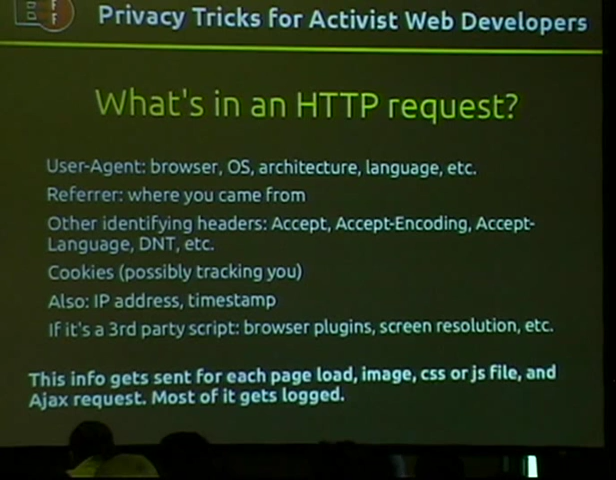 Privacy Tricks for Activist Web Developers
What's in an HTTP request?
User-Agent: browser, OS, architecture, language, etc.
Referrer: where you came from
Other identifying headers: Accept, Accept-Encoding, Accept-
Language, DNT, etc.
Cookies (possibly tracking you)
Also: IP address, timestamp
If it's a 3rd party script: browser plugins, screen resolution, etc.
This info gets sent for each page load, image, css or js file, and
Ajax request. Most of it gets logged.